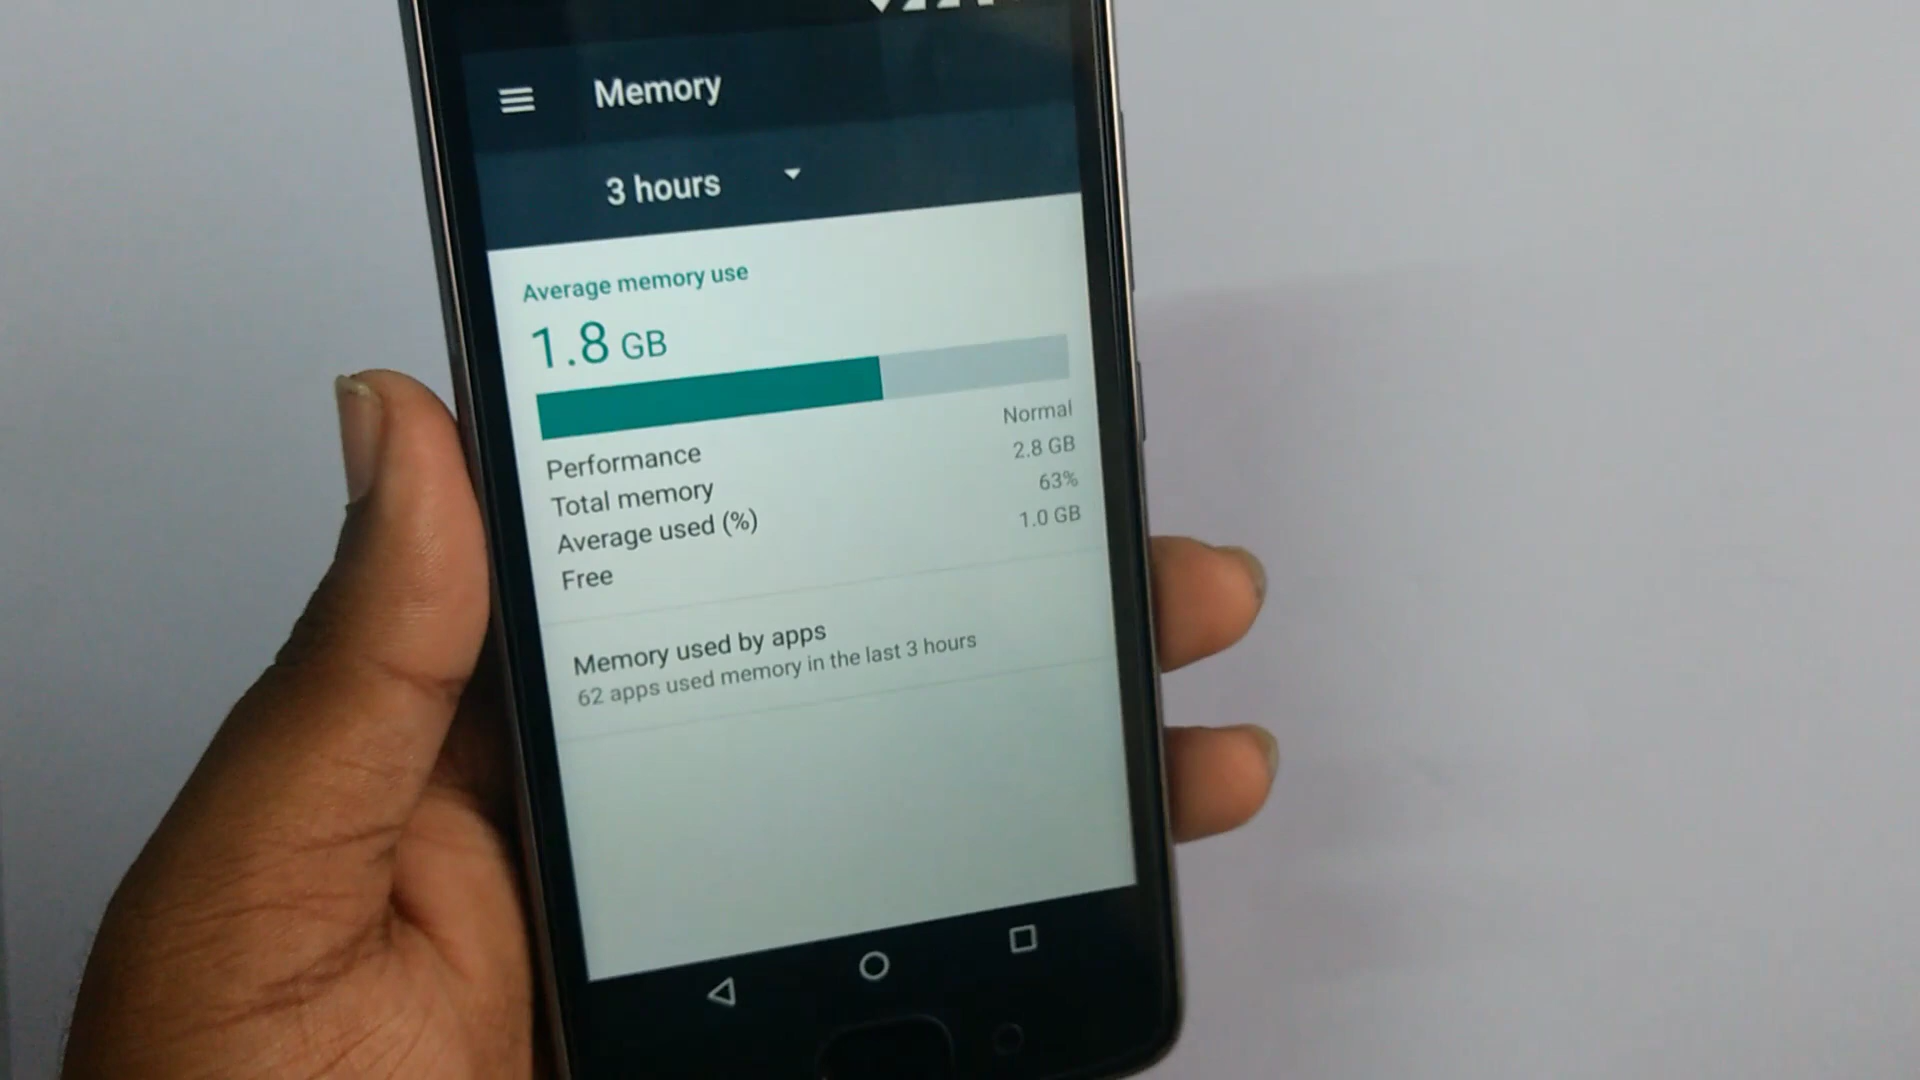 Memory
3 hours
Average memory use
1.8 GB
Performance Normal
Total memory 2.8 GB
Average used (%) 63%
Free 1.0 GB
Memory used by apps
62 apps used memory in the last 3 hours